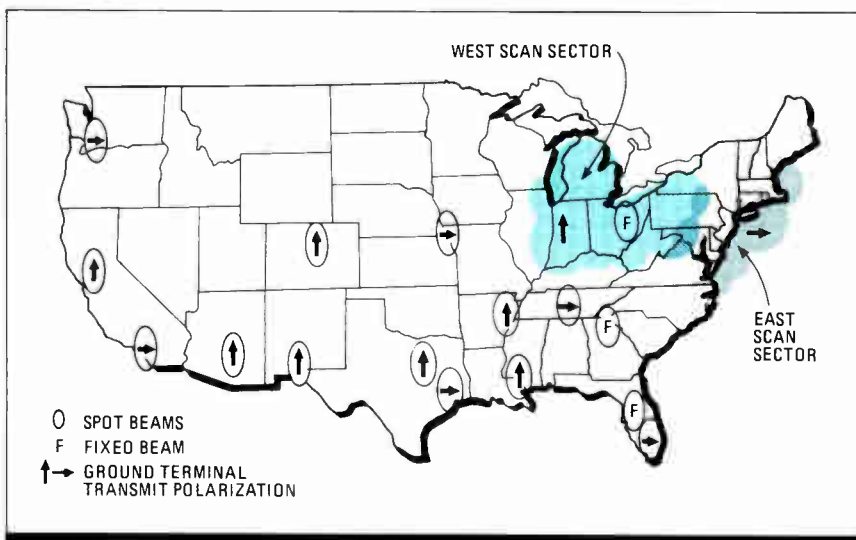 WEST SCAN SECTOR
F
F
EAST
SCAN
SECTOR
F
SPOT BEAMS
F FIXED BEAM
GROUND TERMINAL
TRANSMIT POLARIZATION